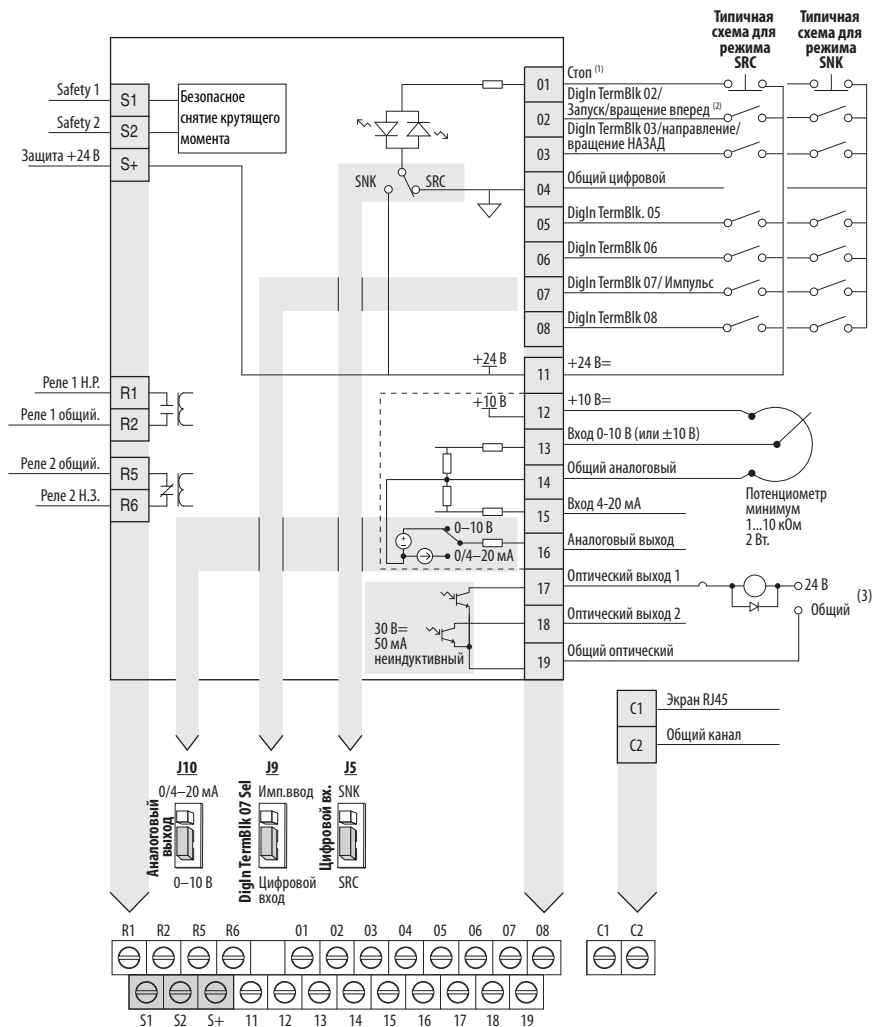 Типичная
схема для
режима
SRC
Типичная
схема для
режима
SNK
Safety 1
S1
Safety 2
S2
Защита +24 В
S+
Безопасное
снятие крутящего
момента
SNK
SRC
01
Стоп (1)
02
DigIn TermBlk 02/
Запуск/вращение вперед (2)
03
DigIn TermBlk 03/направление/
вращение НАЗАД
04
Общий цифровой
05
DigIn TermBlk. 05
06
DigIn TermBlk 06
07
DigIn TermBlk 07/ Импульс
08
DigIn TermBlk 08
+24 В
11
+24 В=
+10 В
12
+10 В=
13
Вход 0-10 В (или ±10 В)
14
Общий аналоговый
15
Вход 4-20 мА
16
Аналоговый выход
17
Оптический выход 1
18
Оптический выход 2
19
Общий оптический
Потенциометр
минимум
1...10 кОм
2 Вт.
24 В
Общий
(3)
Реле 1 Н.Р.
R1
Реле 1 общий.
R2
Реле 2 общий.
R5
Реле 2 Н.З.
R6
0–10 В
0/4–20 мА
30 В=
50 мА
неиндуктивный
C1
Экран RJ45
C2
Общий канал
J10
0/4–20 мА
Аналоговый
выход
0–10 В
J9
Имп.ввод
DigIn TermBlk 07 Sel
Цифровой
вход
J5
SNK
Цифровой вх.
SRC
R1 R2 R5 R6 01 02 03 04 05 06 07 08 C1 C2
S1 S2 S+ 11 12 13 14 15 16 17 18 19